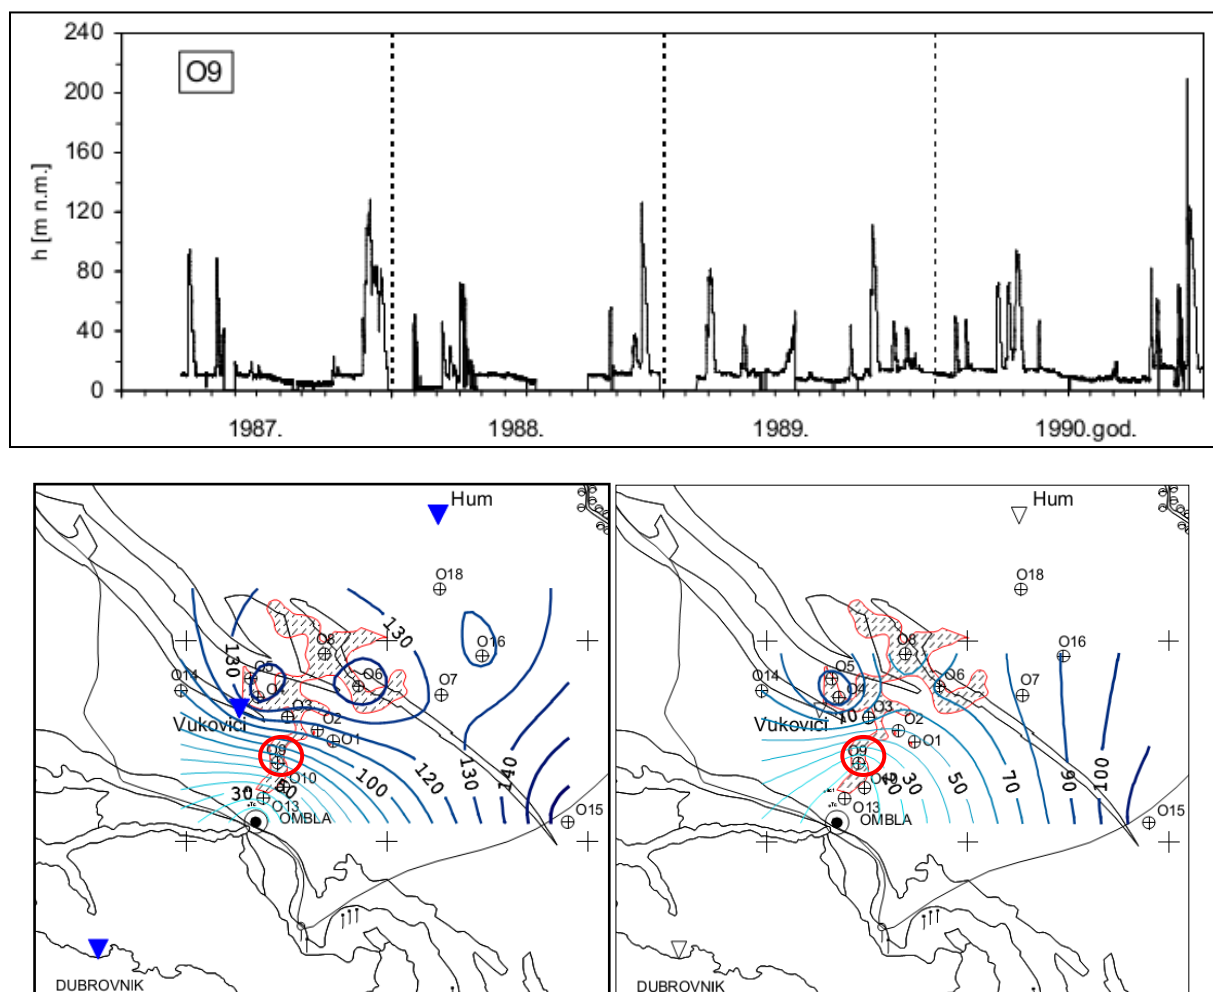 240
O9
200
160
120
80
40
0
h [m n.m.]
1987. 1988. 1989. 1990.god.
Hum
O18
130
O16
O8
130
O5
O14
O6
O7
O3
Vukovići
O2
O1
O9
130
140
120
100
O10
30
O13
OMBLA
O15
DUBROVNIK
Hum
O18
O16
O8
O5
O14
O4
O6
O7
O3
Vukovići
10
O2
O1
O9
30
50
70
90
100
O13
OMBLA
O15
DUBROVNIK